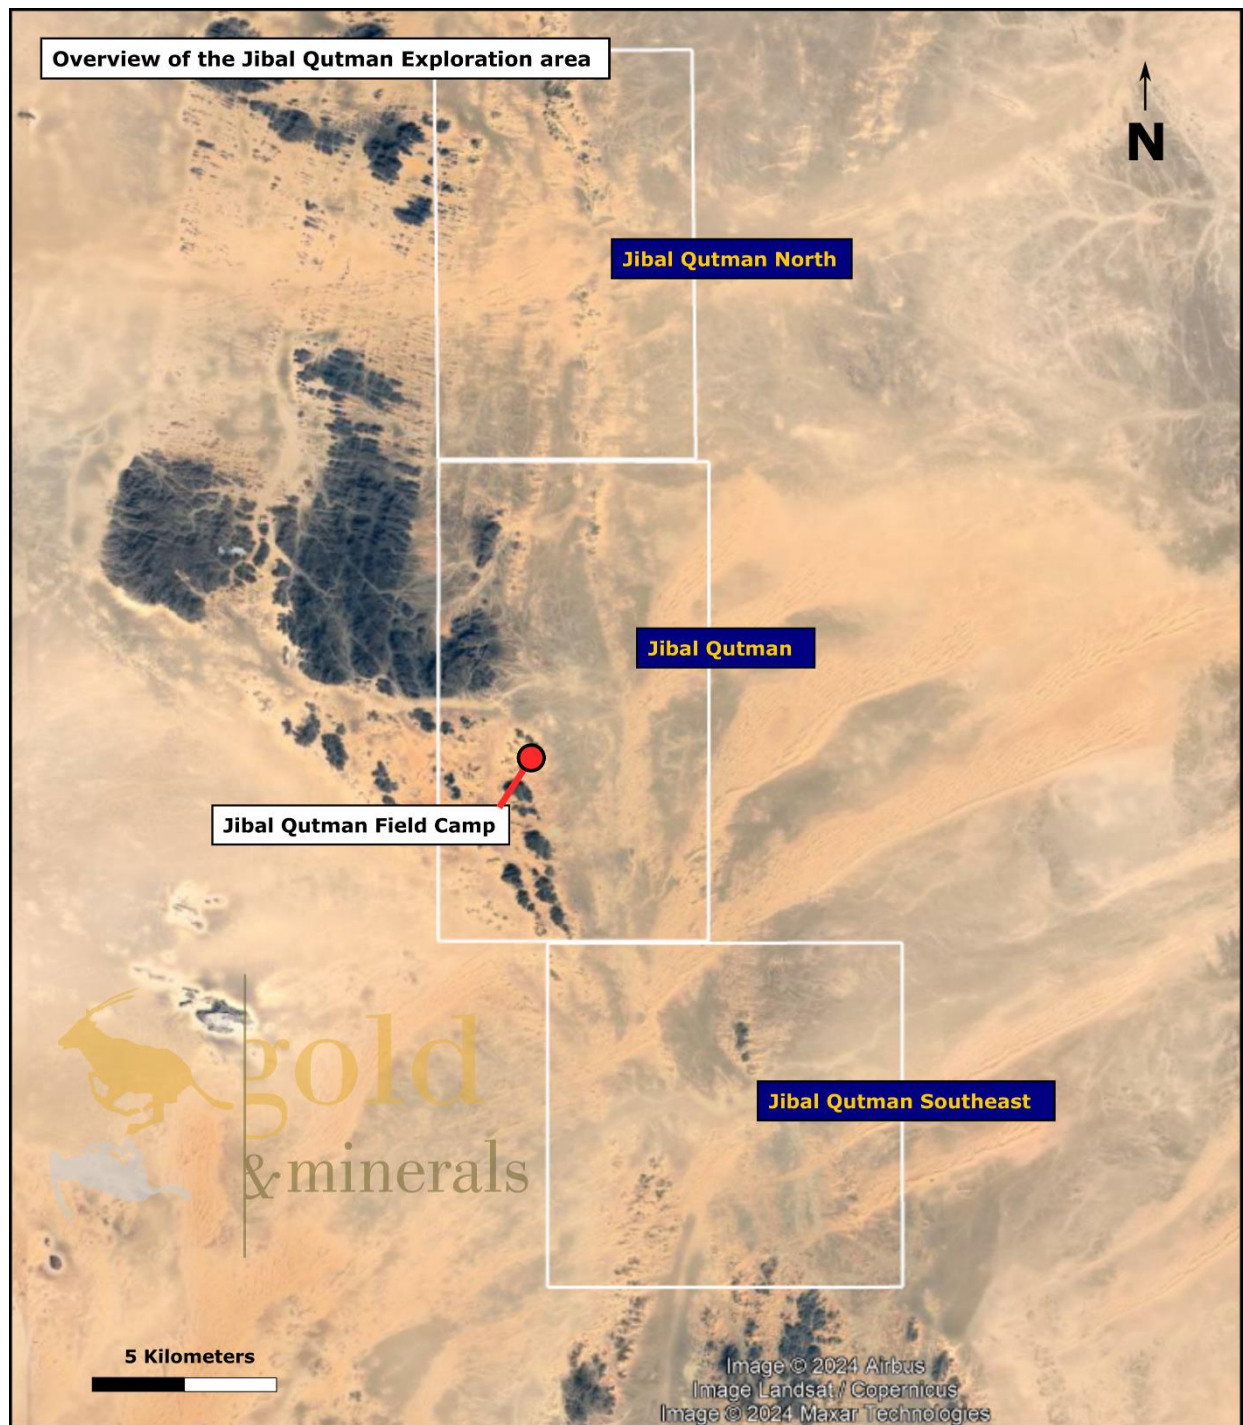 Overview of the Jibal Qutman Exploration area
N
Jibal Qutman North
Jibal Qutman
Jibal Qutman Field Camp
gold
&minerals
Jibal Qutman Southeast
5 Kilometers
Image © 2024 Airbus
Image Landsat / Copernicus
Image © 2024 Maxar Technologies